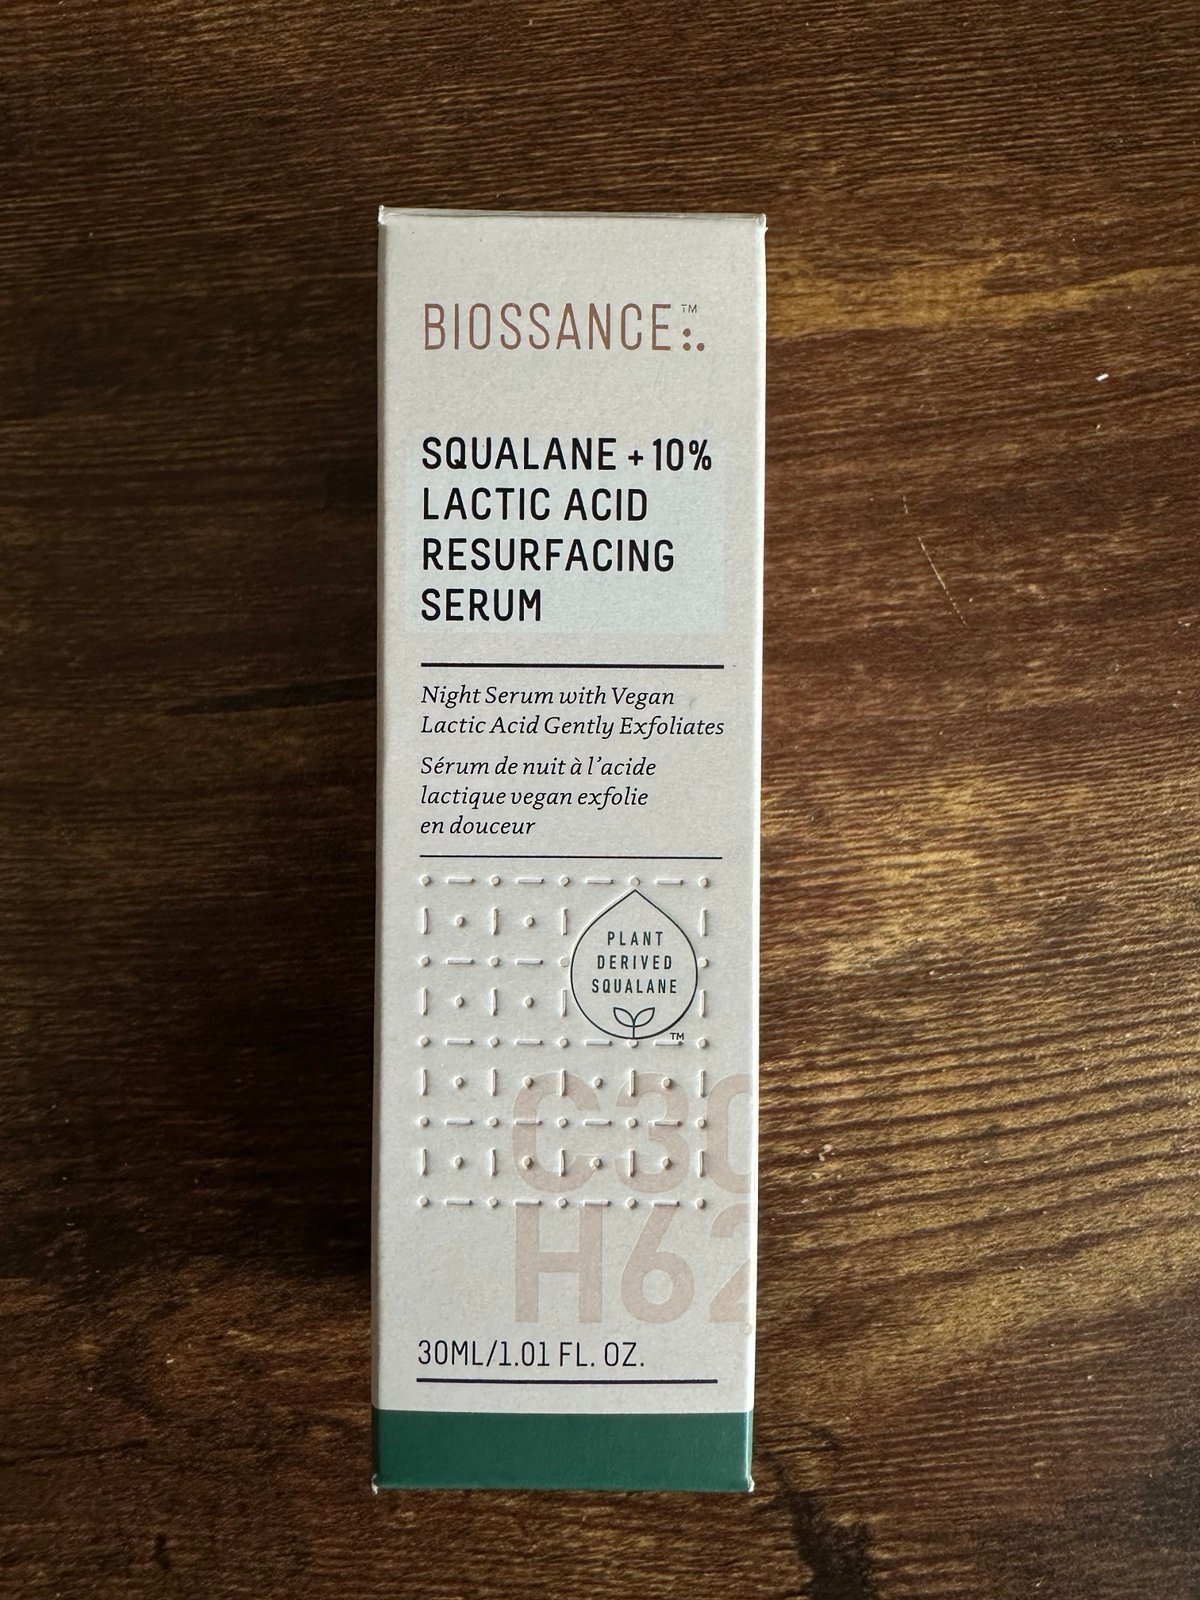 BIOSSANCE™
SQUALANE + 10%
LACTIC ACID
RESURFACING
SERUM
Night Serum with Vegan
Lactic Acid Gently Exfoliates
Sérum de nuit à l'acide
lactique vegan exfolie
en douceur
PLANT
DERIVED
SQUALANE
™
C30
H62
30ML/1.01 FL. OZ.